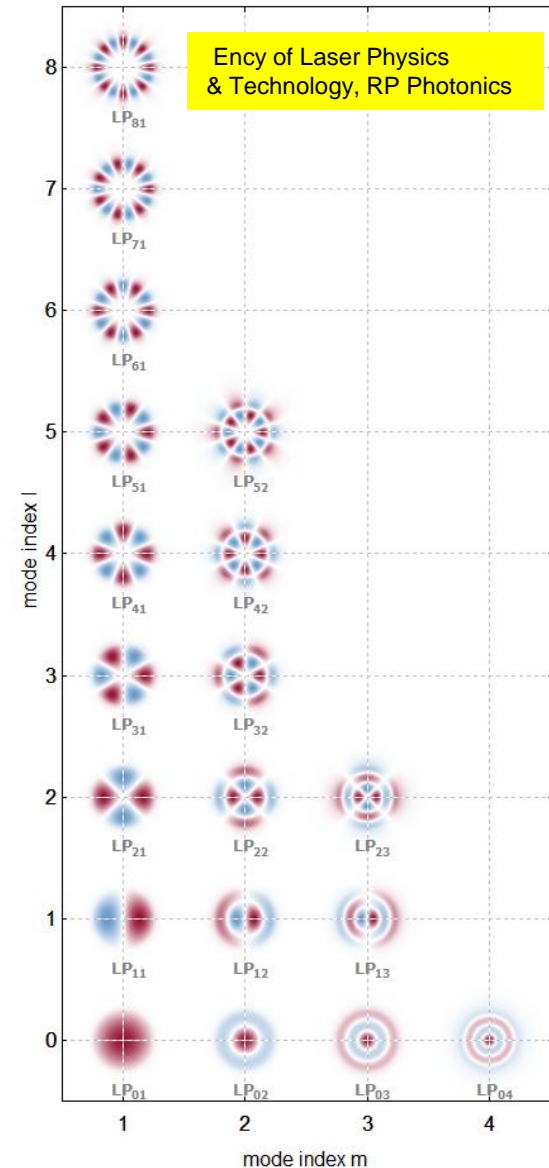 Ency of Laser Physics
& Technology, RP Photonics
8
LP81
7
LP71
6
LP61
5
LP51 LP52
4
LP41 LP42
3
LP31 LP32
2
LP21 LP22 LP23
1
LP11 LP12 LP13
0
LP01 LP02 LP03 LP04
1 2 3 4
mode index l
mode index m